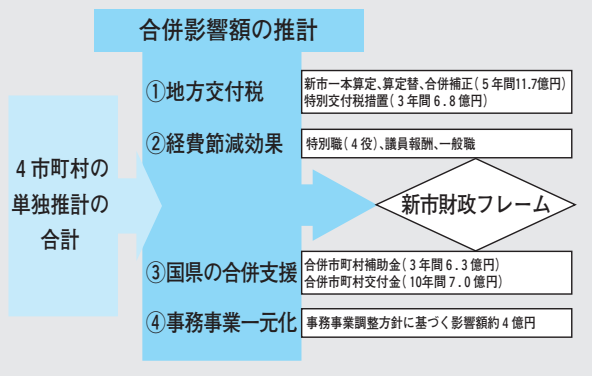 合併影響額の推計
4市町村の
単独推計の
合計
①地方交付税
新市一本算定、算定替、合併補正(5年間11.7億円)
特別交付税措置(3年間6.8億円)
②経費節減効果
特別職(4役)、議員報酬、一般職
新市財政フレーム
③国県の合併支援
合併市町村補助金(3年間6.3億円)
合併市町村交付金(10年間7.0億円)
④事務事業一元化
事務事業調整方針に基づく影響額約4億円